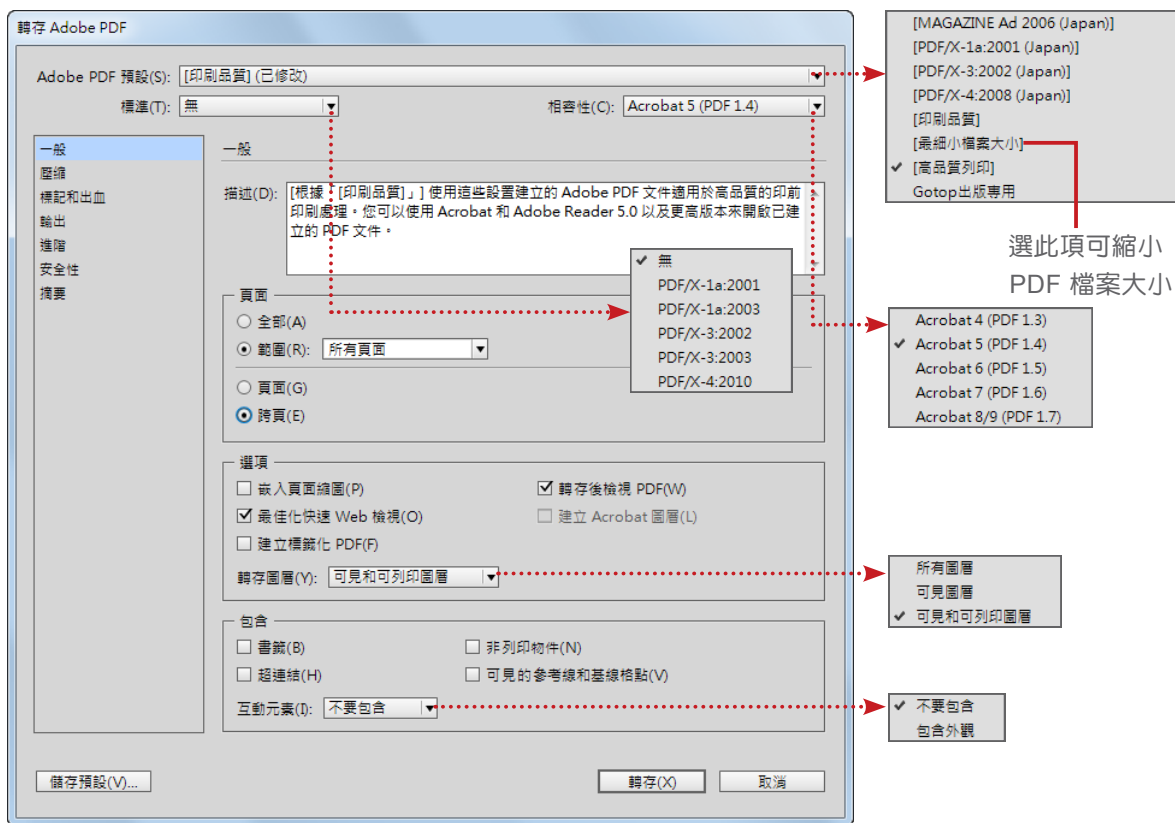 轉存 Adobe PDF
Adobe PDF 預設(S): [印刷品質] (已修改)
標準(T): 無
相容性(C): Acrobat 5 (PDF 1.4)
一般
壓縮
標記和出血
輸出
進階
安全性
摘要
一般
描述(D): [根據「[印刷品質]」] 使用這些設置建立的 Adobe PDF 文件適用於高品質的印前
印刷處理。您可以使用 Acrobat 和 Adobe Reader 5.0 以及更高版本來開啟已建
立的 PDF 文件。
頁面
全部(A)
範圍(R): 所有頁面
頁面(G)
跨頁(E)
無
PDF/X-1a:2001
PDF/X-1a:2003
PDF/X-3:2002
PDF/X-3:2003
PDF/X-4:2010
選項
嵌入頁面縮圖(P)
轉存後檢視 PDF(W)
最佳化快速 Web 檢視(O)
建立 Acrobat 圖層(L)
建立標籤化 PDF(F)
轉存圖層(Y): 可見和可列印圖層
包含
書籤(B)
非列印物件(N)
超連結(H)
可見的參考線和基線格點(V)
互動元素(I): 不要包含
儲存預設(V)...
轉存(X)
取消
[MAGAZINE Ad 2006 (Japan)]
[PDF/X-1a:2001 (Japan)]
[PDF/X-3:2002 (Japan)]
[PDF/X-4:2008 (Japan)]
[印刷品質]
[最細小檔案大小]
[高品質列印]
Gotop出版專用
選此項可縮小
PDF 檔案大小
Acrobat 4 (PDF 1.3)
Acrobat 5 (PDF 1.4)
Acrobat 6 (PDF 1.5)
Acrobat 7 (PDF 1.6)
Acrobat 8/9 (PDF 1.7)
所有圖層
可見圖層
可見和可列印圖層
不要包含
包含外觀